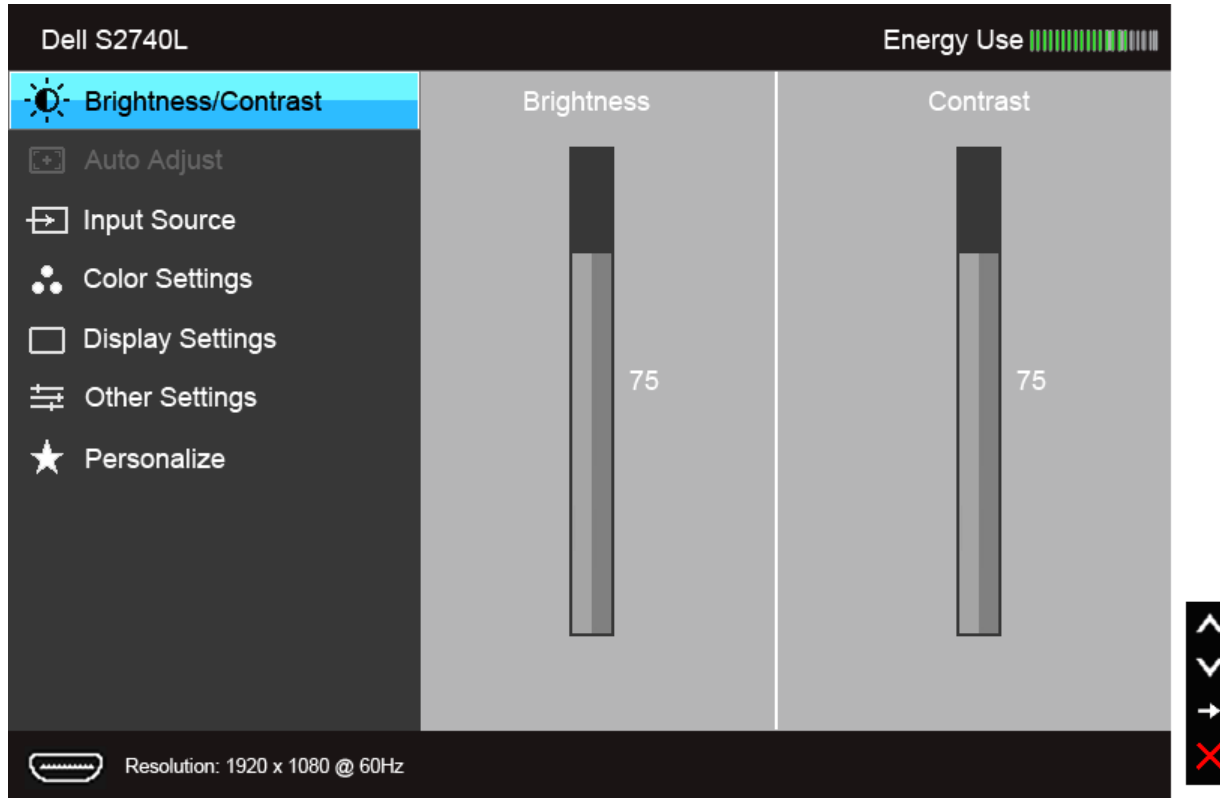 Dell S2740L
Energy Use
Brightness/Contrast
Brightness
Contrast
Auto Adjust
Input Source
Color Settings
Display Settings
75
75
Other Settings
Personalize
Resolution: 1920 x 1080 @ 60Hz